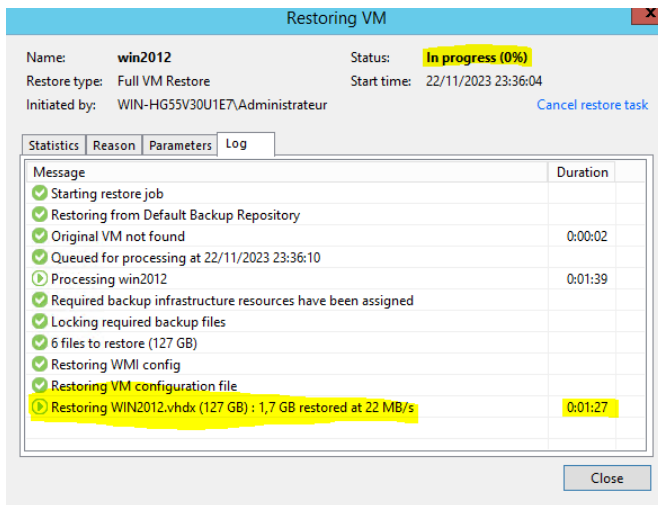 Restoring VM
X
Name: win2012 Status: In progress (0%)
Restore type: Full VM Restore Start time: 22/11/2023 23:36:04
Initiated by: WIN-HG55V30U1E7\Administrateur Cancel restore task
Statistics Reason Parameters Log
Message Duration
Starting restore job
Restoring from Default Backup Repository
Original VM not found 0:00:02
Queued for processing at 22/11/2023 23:36:10
Processing win2012 0:01:39
Required backup infrastructure resources have been assigned
Locking required backup files
6 files to restore (127 GB)
Restoring WMI config
Restoring VM configuration file
Restoring WIN2012.vhdx (127 GB) : 1,7 GB restored at 22 MB/s 0:01:27
Close